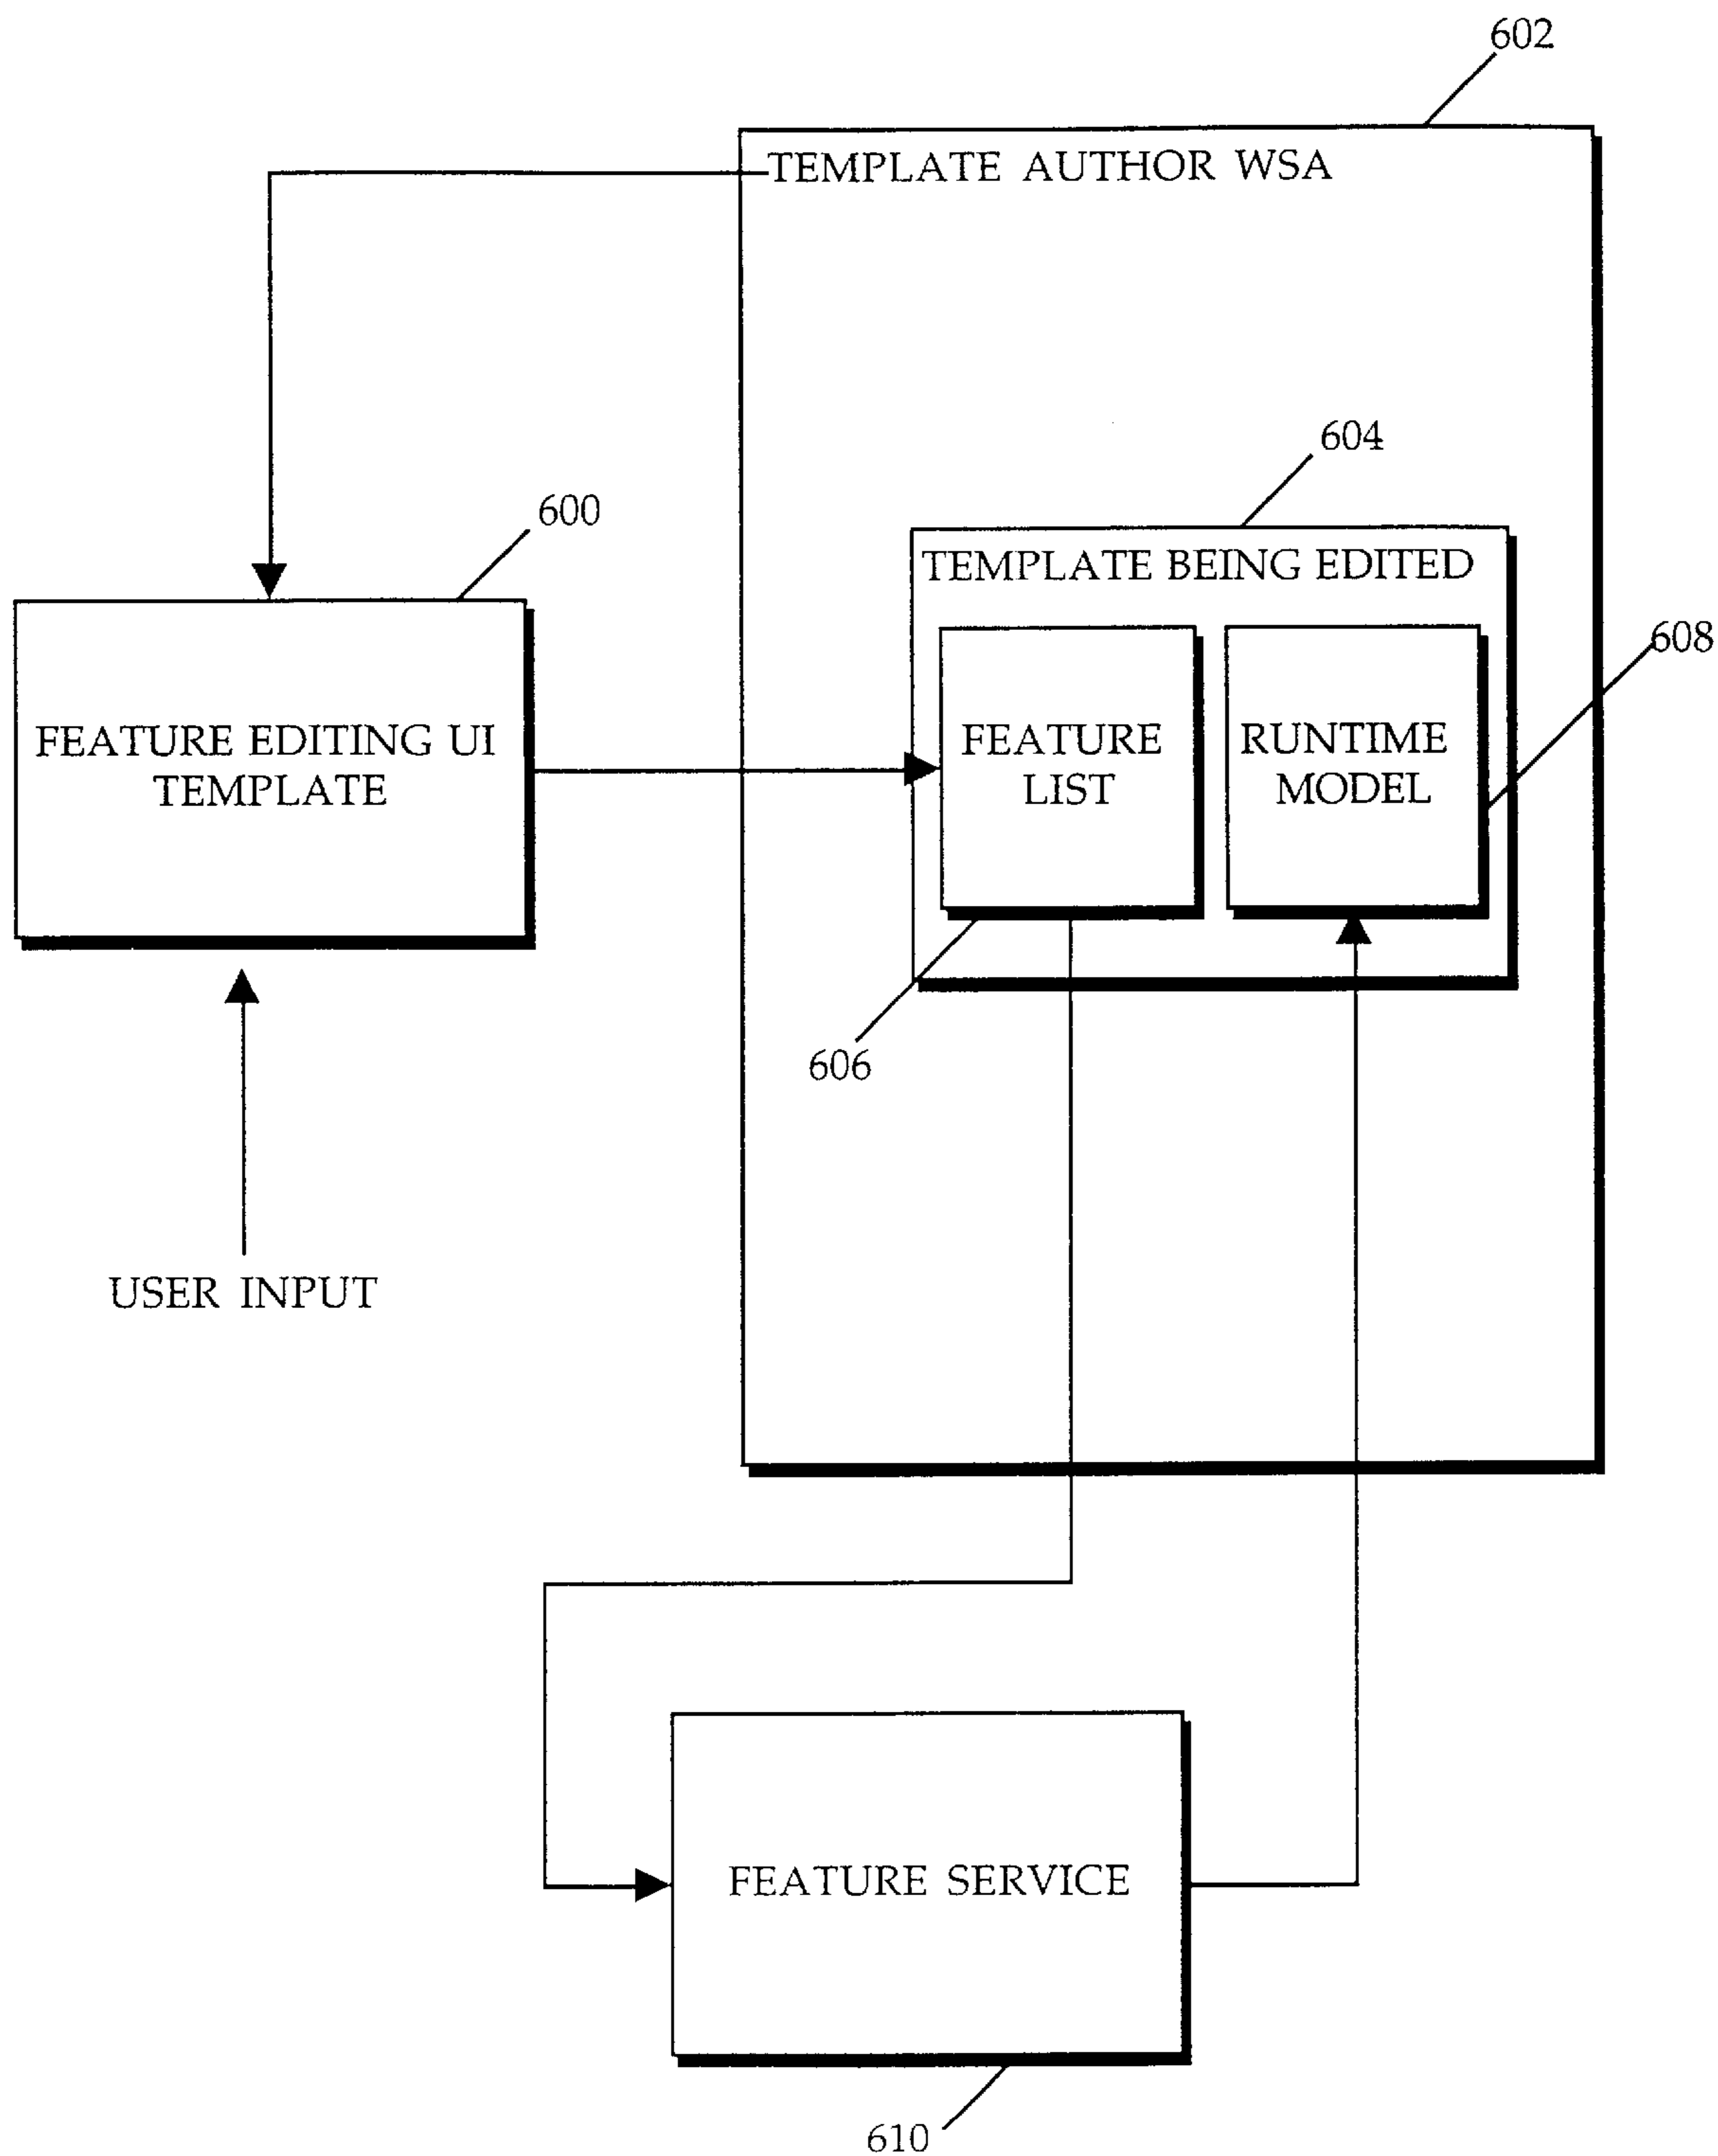 602
TEMPLATE AUTHOR WSA
604
600
TEMPLATE BEING EDITED
608
FEATURE EDITING UI
TEMPLATE
FEATURE
LIST
RUNTIME
MODEL
606
USER INPUT
FEATURE SERVICE
610